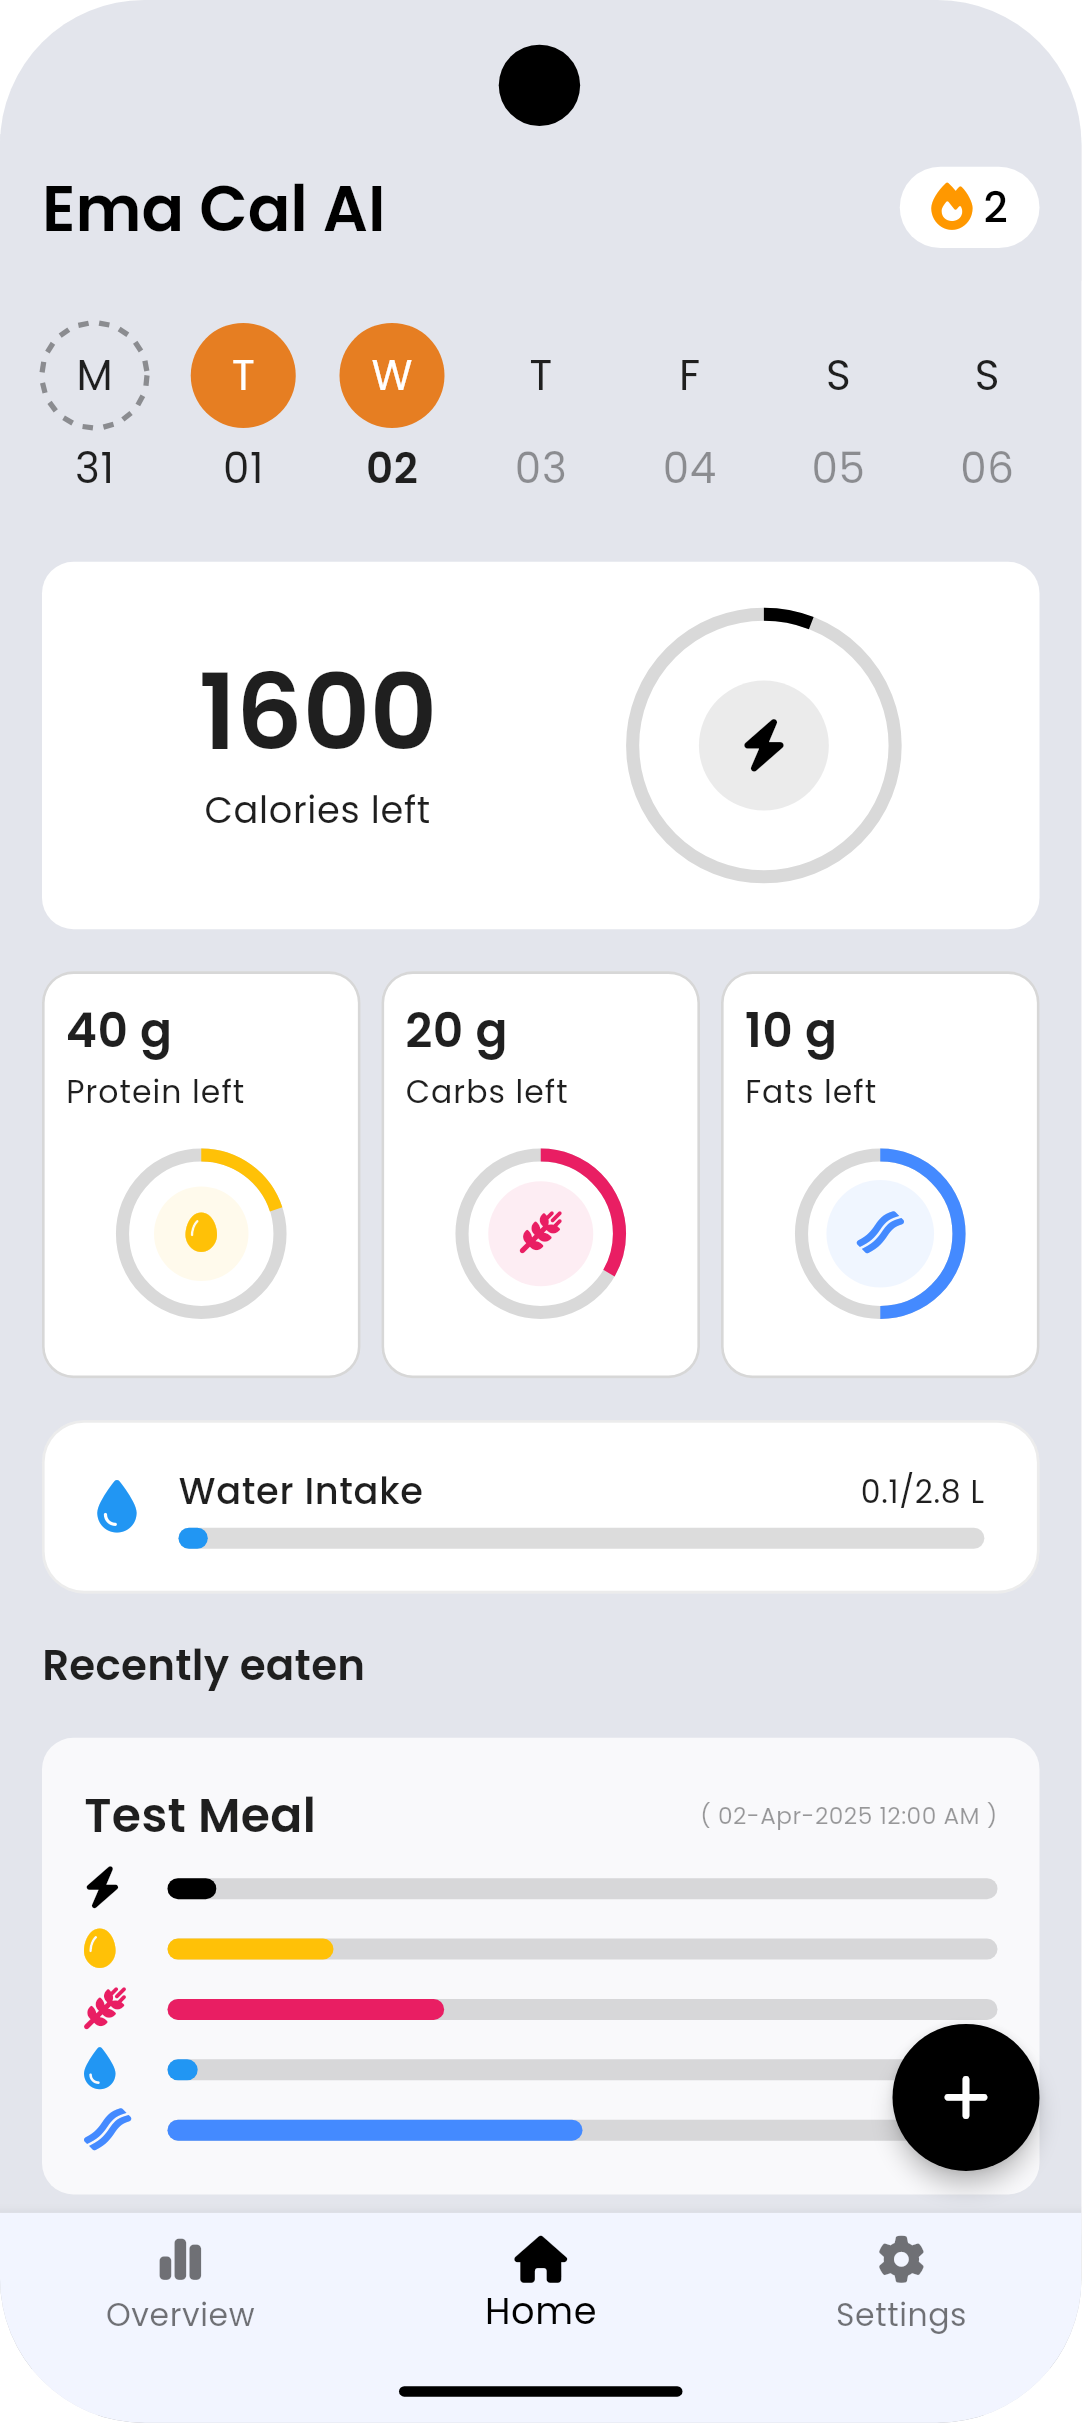 Ema Cal AI
2
M T W T F S S
31 01 02 03 04 05 06
1600
Calories left
40 g
Protein left
20 g
Carbs left
10 g
Fats left
Water Intake 0.1/2.8 L
Recently eaten
Test Meal ( 02-Apr-2025 12:00 AM )
Overview Home Settings